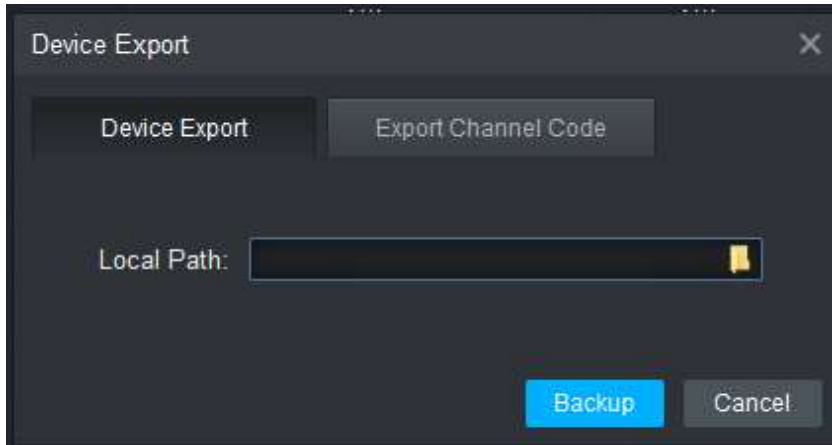 Device Export
Device Export
Export Channel Code
Local Path:
Backup
Cancel